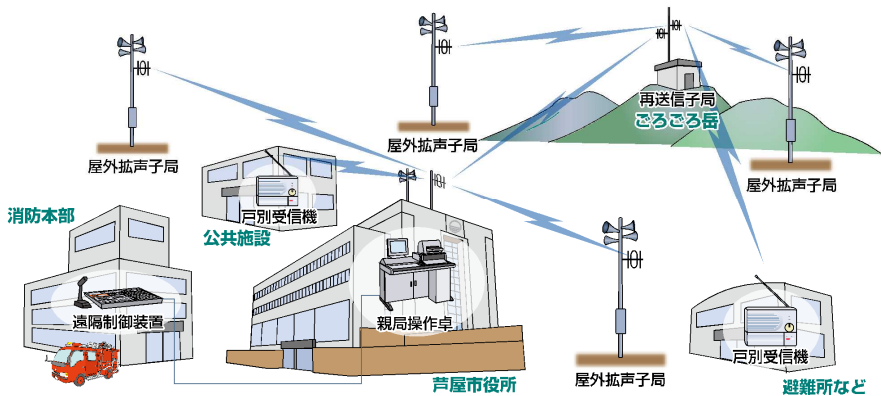 屋外拡声子局
屋外拡声子局
再送信子局
ごろごろ岳
屋外拡声子局
戸別受信機
公共施設
消防本部
遠隔制御装置
親局操作卓
芦屋市役所
屋外拡声子局
戸別受信機
避難所など